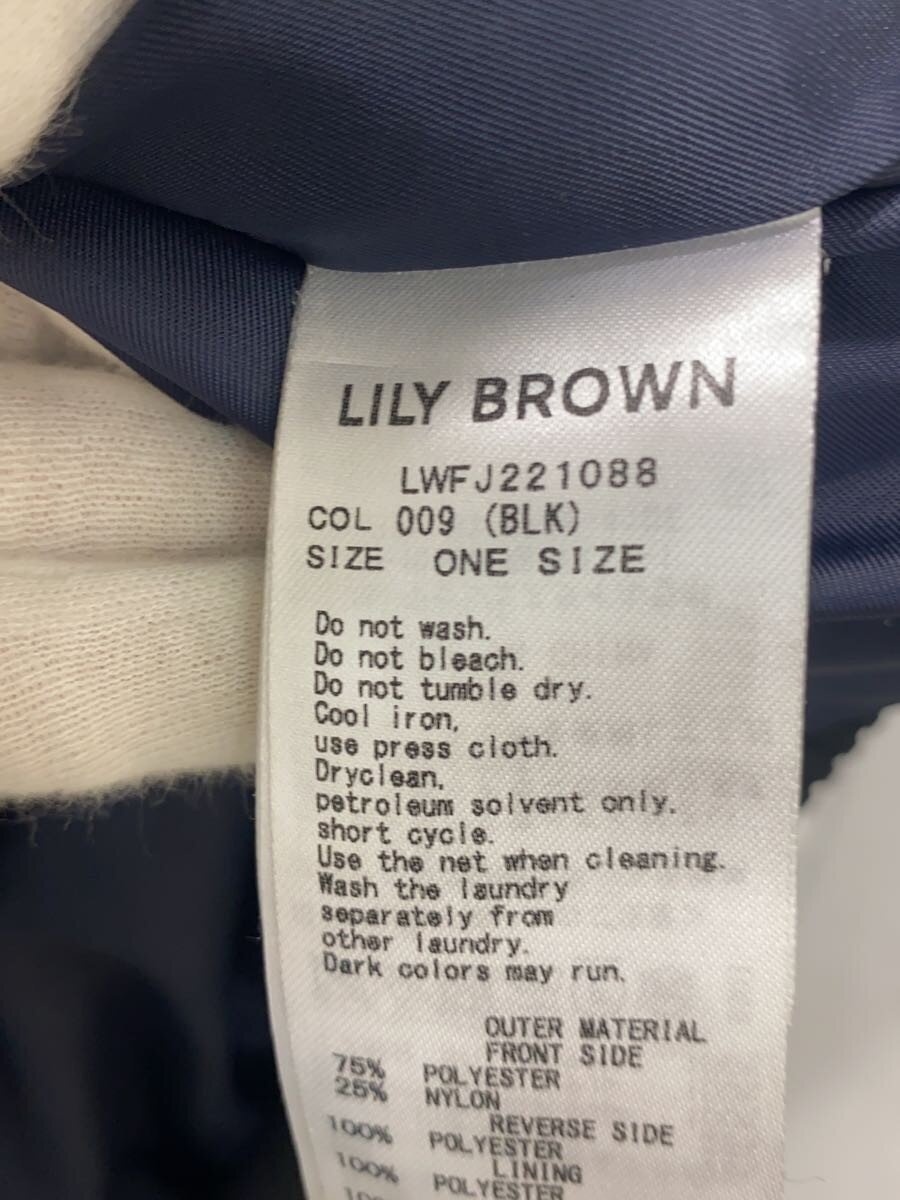 LILY BROWN
LWFJ221088
COL 009 (BLK)
SIZE ONE SIZE
Do not wash.
Do not bleach.
Do not tumble dry.
Cool iron,
use press cloth.
Dryclean,
petroleum solvent only.
short cycle.
Use the net when cleaning.
Wash the laundry
separately from
other laundry.
Dark colors may run.
OUTER MATERIAL
FRONT SIDE
75% POLYESTER
25% NYLON
REVERSE SIDE
100% POLYESTER
LINING
100% POLYESTER